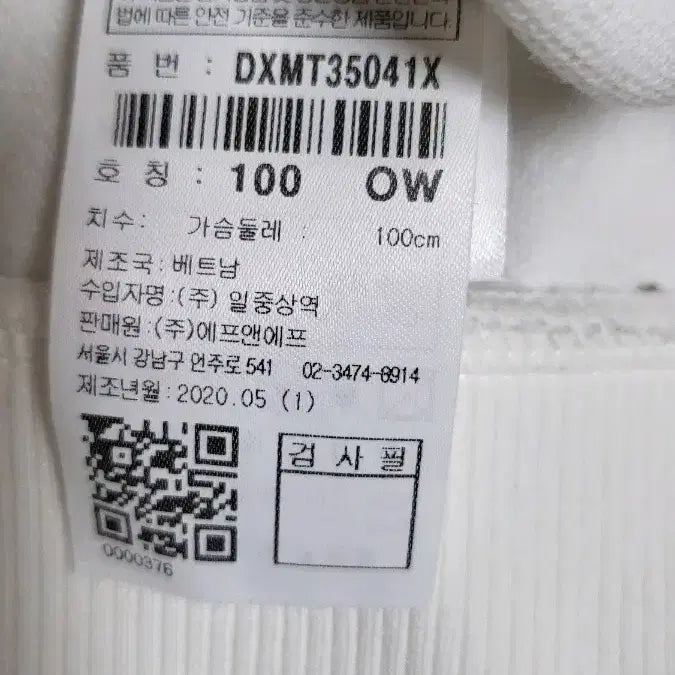 법에 따른 안전 기준을 준수한 제품입니다.
품 번 : DXMT35041X
호 칭 : 100 OW
치수: 가슴둘레 : 100cm
제조국:베트남
수입자명:(주) 일중상역
판매원:(주)에프앤에프
서울시 강남구 언주로 541 02-3474-8914
제조년월:2020.05 (1)
검 사 필
0000376